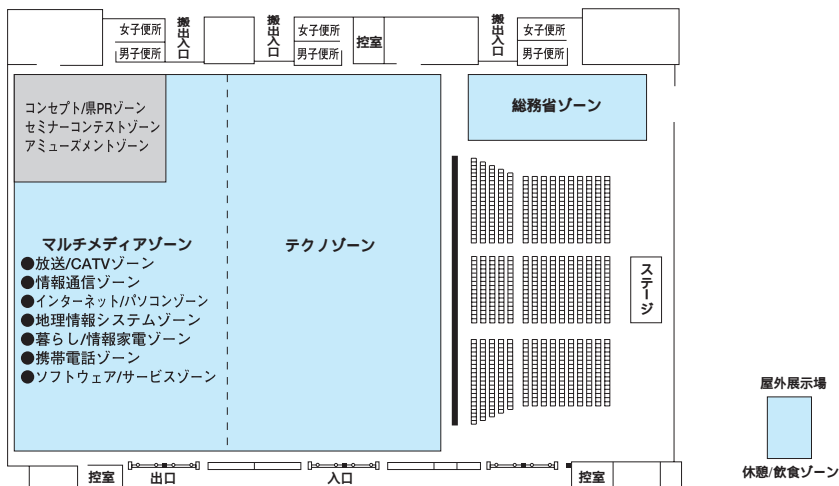 女子便所
男子便所
搬出入口
搬出入口
女子便所
男子便所
控室
搬出入口
女子便所
男子便所
コンセプト/県PRゾーン
セミナーコンテストゾーン
アミューズメントゾーン
総務省ゾーン
マルチメディアゾーン
●放送/CATVゾーン
●情報通信ゾーン
●インターネット/パソコンゾーン
●地理情報システムゾーン
●暮らし/情報家電ゾーン
●携帯電話ゾーン
●ソフトウェア/サービスゾーン
テクノゾーン
ステージ
屋外展示場
休憩/飲食ゾーン
控室
出口
入口
控室